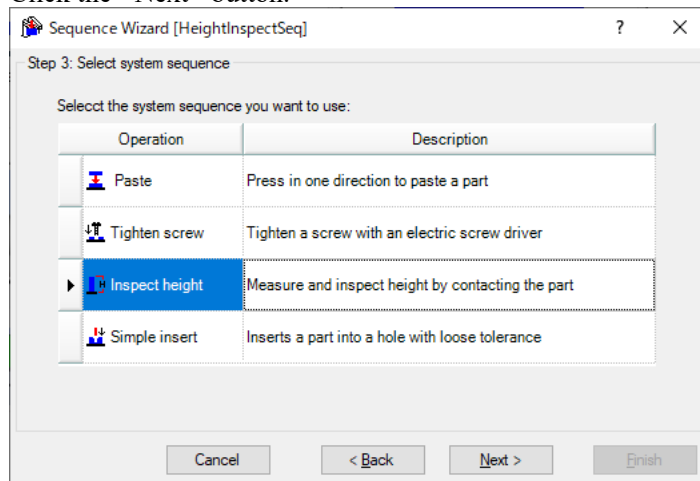 Sequence Wizard [HeightInspectSeq] ?
Step 3: Select system sequence
Selecct the system sequence you want to use:
Operation Description
Paste Press in one direction to paste a part
Tighten screw Tighten a screw with an electric screw driver
Inspect height Measure and inspect height by contacting the part
Simple insert Inserts a part into a hole with loose tolerance
Cancel < Back Next > Finish